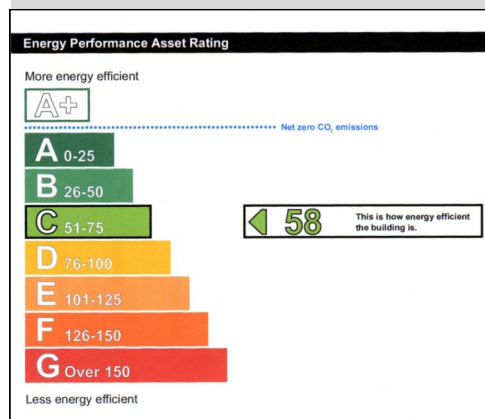 Energy Performance Asset Rating
More energy efficient
A+
Net zero CO₂ emissions
A 0-25
B 26-50
C 51-75
58
This is how energy efficient
the building is.
D 76-100
E 101-125
F 126-150
G Over 150
Less energy efficient